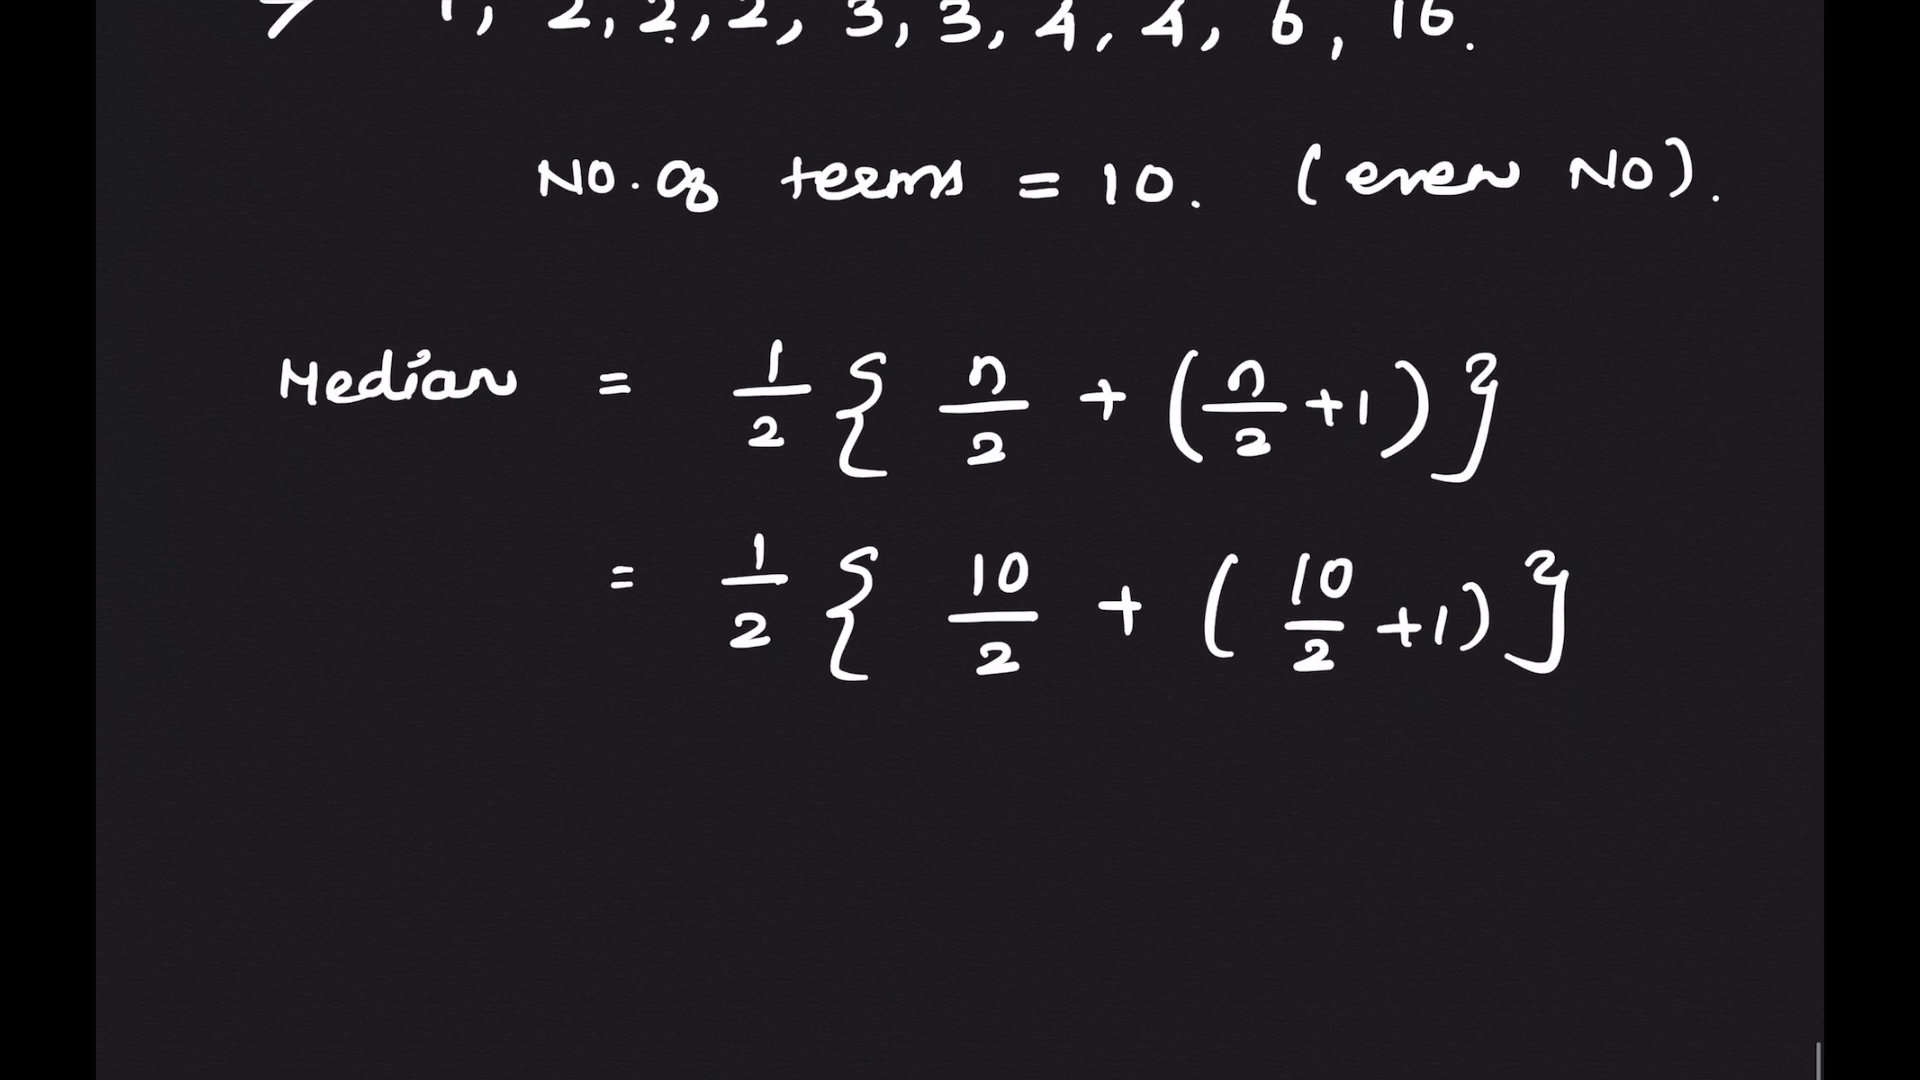 1, 2, 2, 2, 3, 3, 4, 4, 6, 16.
No. of terms = 10. (even No).
Median = 1/2 { n/2 + (n/2 + 1) }
= 1/2 { 10/2 + (10/2 + 1) }